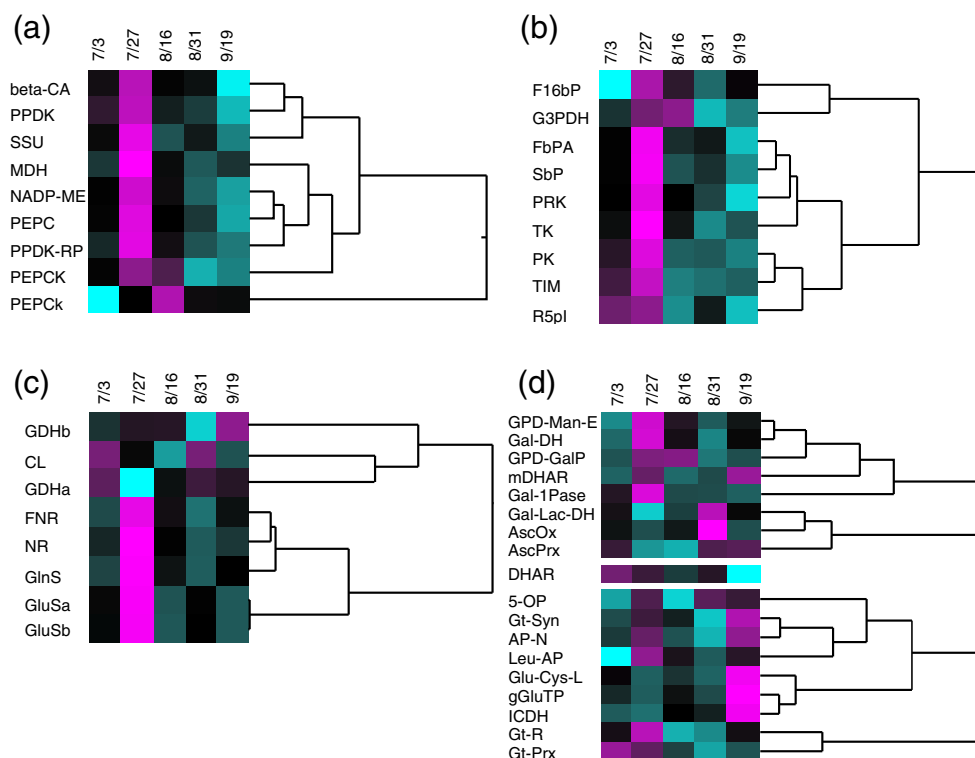 (a)
7/3 7/27 8/16 8/31 9/19
beta-CA
PPDK
SSU
MDH
NADP-ME
PEPC
PPDK-RP
PEPCK
PEPCk
(b)
7/3 7/27 8/16 8/31 9/19
F16bP
G3PDH
FbPA
SbP
PRK
TK
PK
TIM
R5pI
(c)
7/3 7/27 8/16 8/31 9/19
GDHb
CL
GDHa
FNR
NR
GlnS
GluSa
GluSb
(d)
7/3 7/27 8/16 8/31 9/19
GPD-Man-E
Gal-DH
GPD-GalP
mDHAR
Gal-1Pase
Gal-Lac-DH
AscOx
AscPrx
DHAR
5-OP
Gt-Syn
AP-N
Leu-AP
Glu-Cys-L
gGluTP
ICDH
Gt-R
Gt-Prx